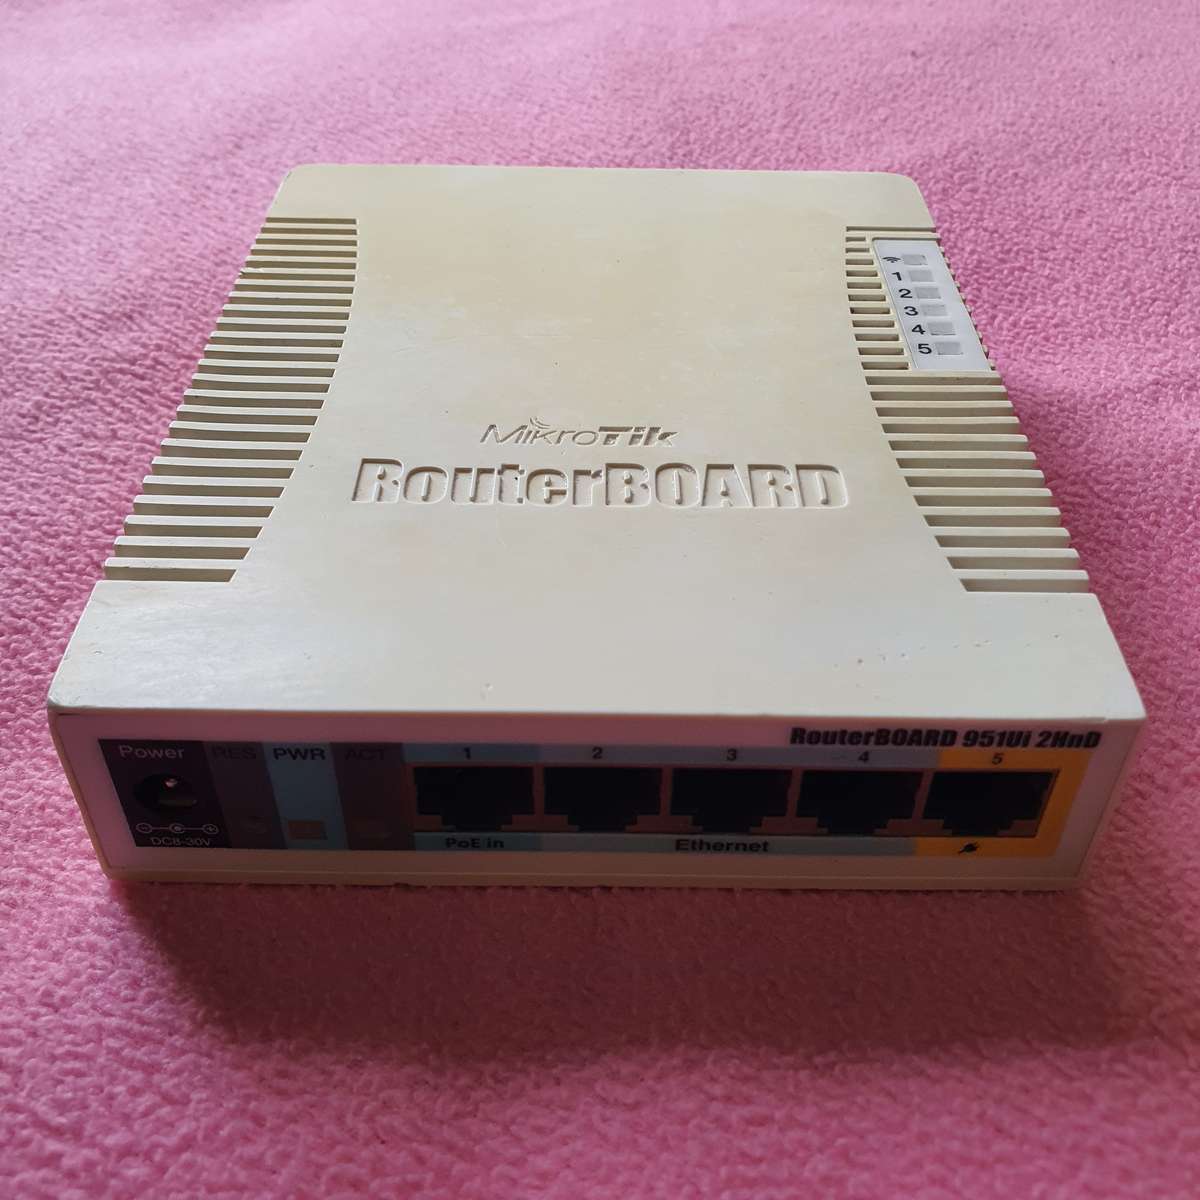 1
2
3
4
5
MikroTik
RouterBOARD
RouterBOARD 951Ui 2HnD
Power RES PWR ACT 1 2 3 4 5
DC8-30V PoE in Ethernet